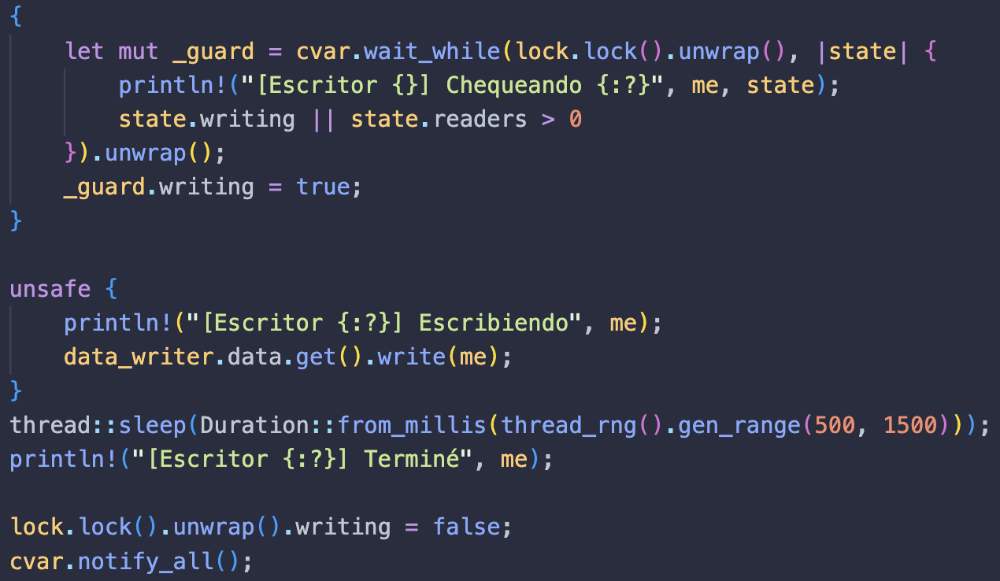 {
    let mut _guard = cvar.wait_while(lock.lock().unwrap(), |state| {
        println!("[Escritor {}] Chequeando {:?}", me, state);
        state.writing || state.readers > 0
    }).unwrap();
    _guard.writing = true;
}

unsafe {
    println!("[Escritor {:?}] Escribiendo", me);
    data_writer.data.get().write(me);
}
thread::sleep(Duration::from_millis(thread_rng().gen_range(500, 1500)));
println!("[Escritor {:?}] Terminé", me);

lock.lock().unwrap().writing = false;
cvar.notify_all();